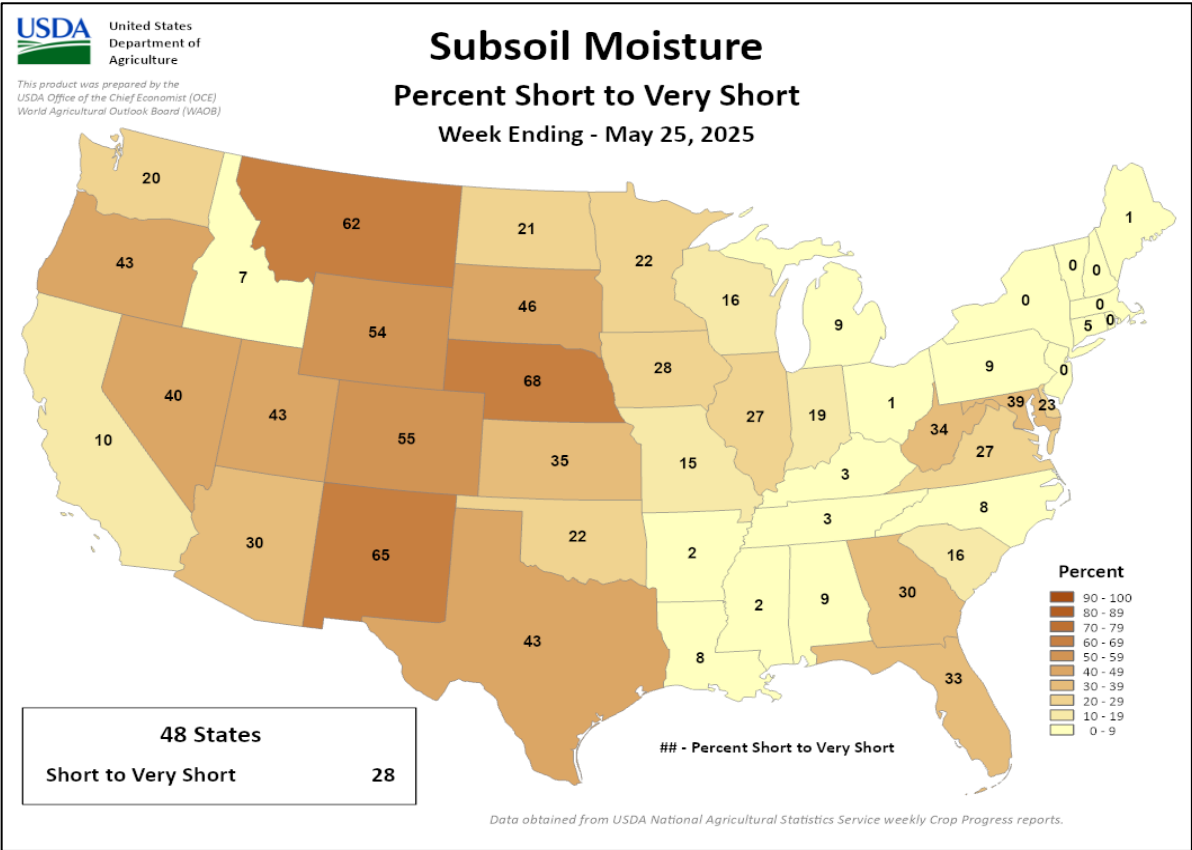 USDA
United States
Department of
Agriculture
This product was prepared by the
USDA Office of the Chief Economist (OCE)
World Agricultural Outlook Board (WAOB)
Subsoil Moisture
Percent Short to Very Short
Week Ending - May 25, 2025
20
62
21
22
1
43
7
46
16
9
0
0
0
0
5
0
54
68
28
9
0
40
43
55
35
27
19
1
39
23
34
27
10
15
3
30
65
22
2
3
8
16
43
8
2
9
30
33
Percent
90 - 100
80 - 89
70 - 79
60 - 69
50 - 59
40 - 49
30 - 39
20 - 29
10 - 19
0 - 9
48 States
Short to Very Short 28
## - Percent Short to Very Short
Data obtained from USDA National Agricultural Statistics Service weekly Crop Progress reports.